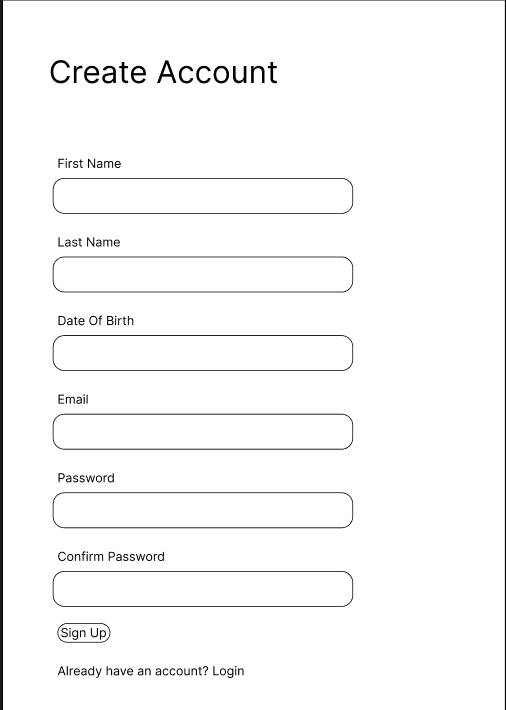 Create Account
First Name
Last Name
Date Of Birth
Email
Password
Confirm Password
Sign Up
Already have an account? Login